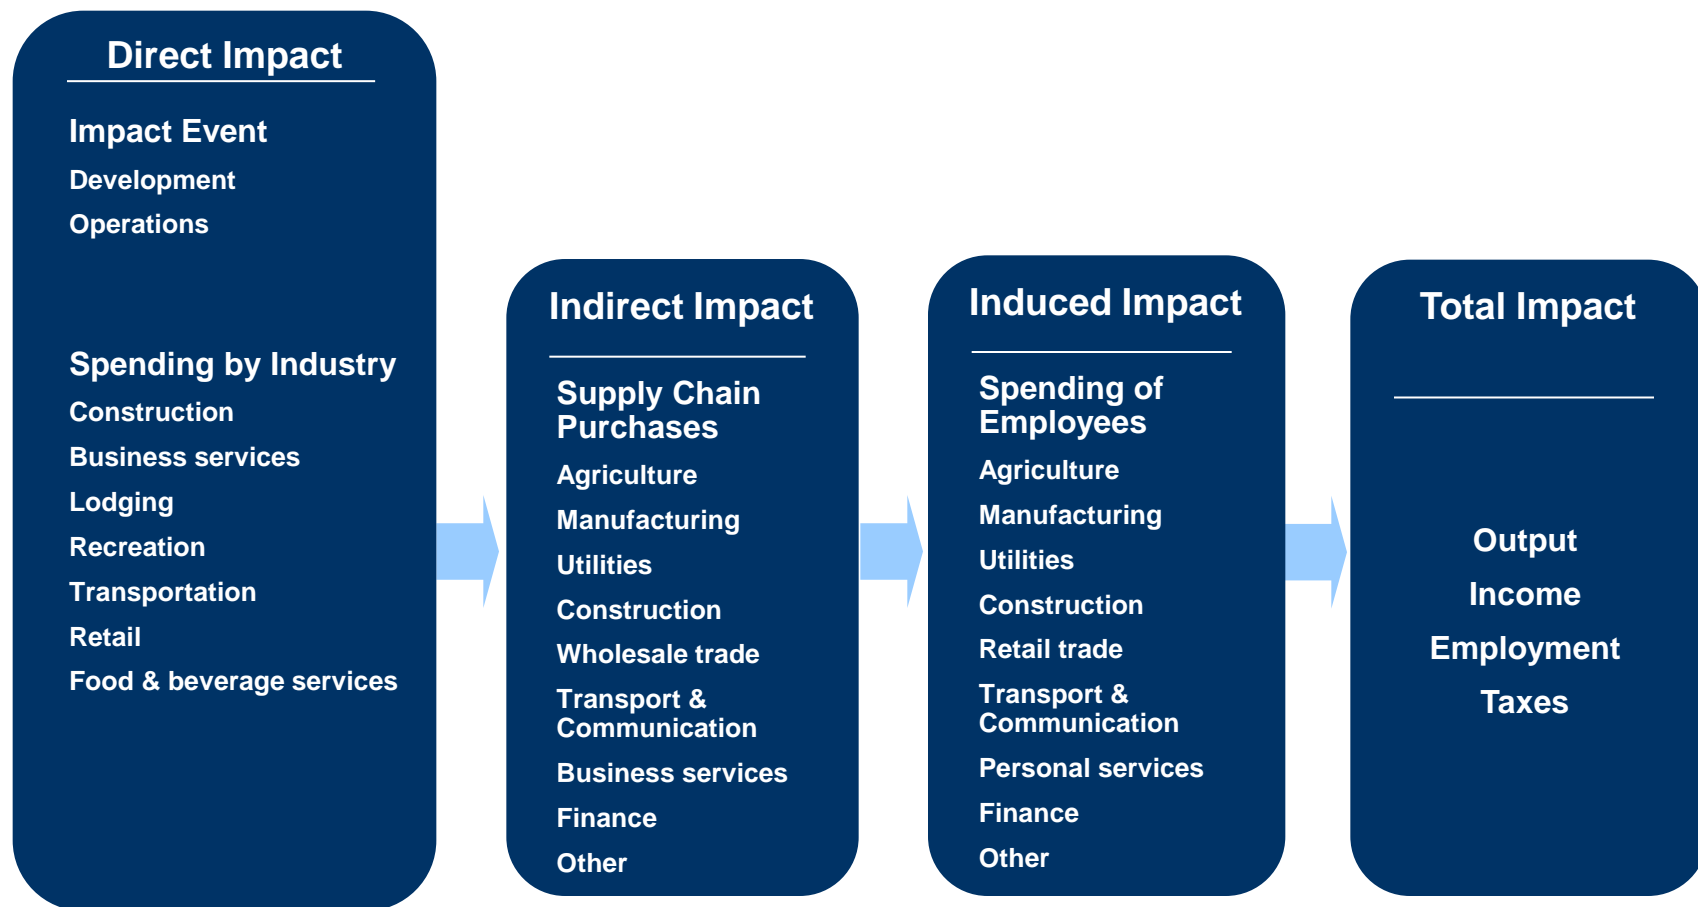 Direct Impact
Impact Event
Development
Operations
Spending by Industry
Construction
Business services
Lodging
Recreation
Transportation
Retail
Food & beverage services
Indirect Impact
Supply Chain
Purchases
Agriculture
Manufacturing
Utilities
Construction
Wholesale trade
Transport &
Communication
Business services
Finance
Other
Induced Impact
Spending of
Employees
Agriculture
Manufacturing
Utilities
Construction
Retail trade
Transport &
Communication
Personal services
Finance
Other
Total Impact
Output
Income
Employment
Taxes